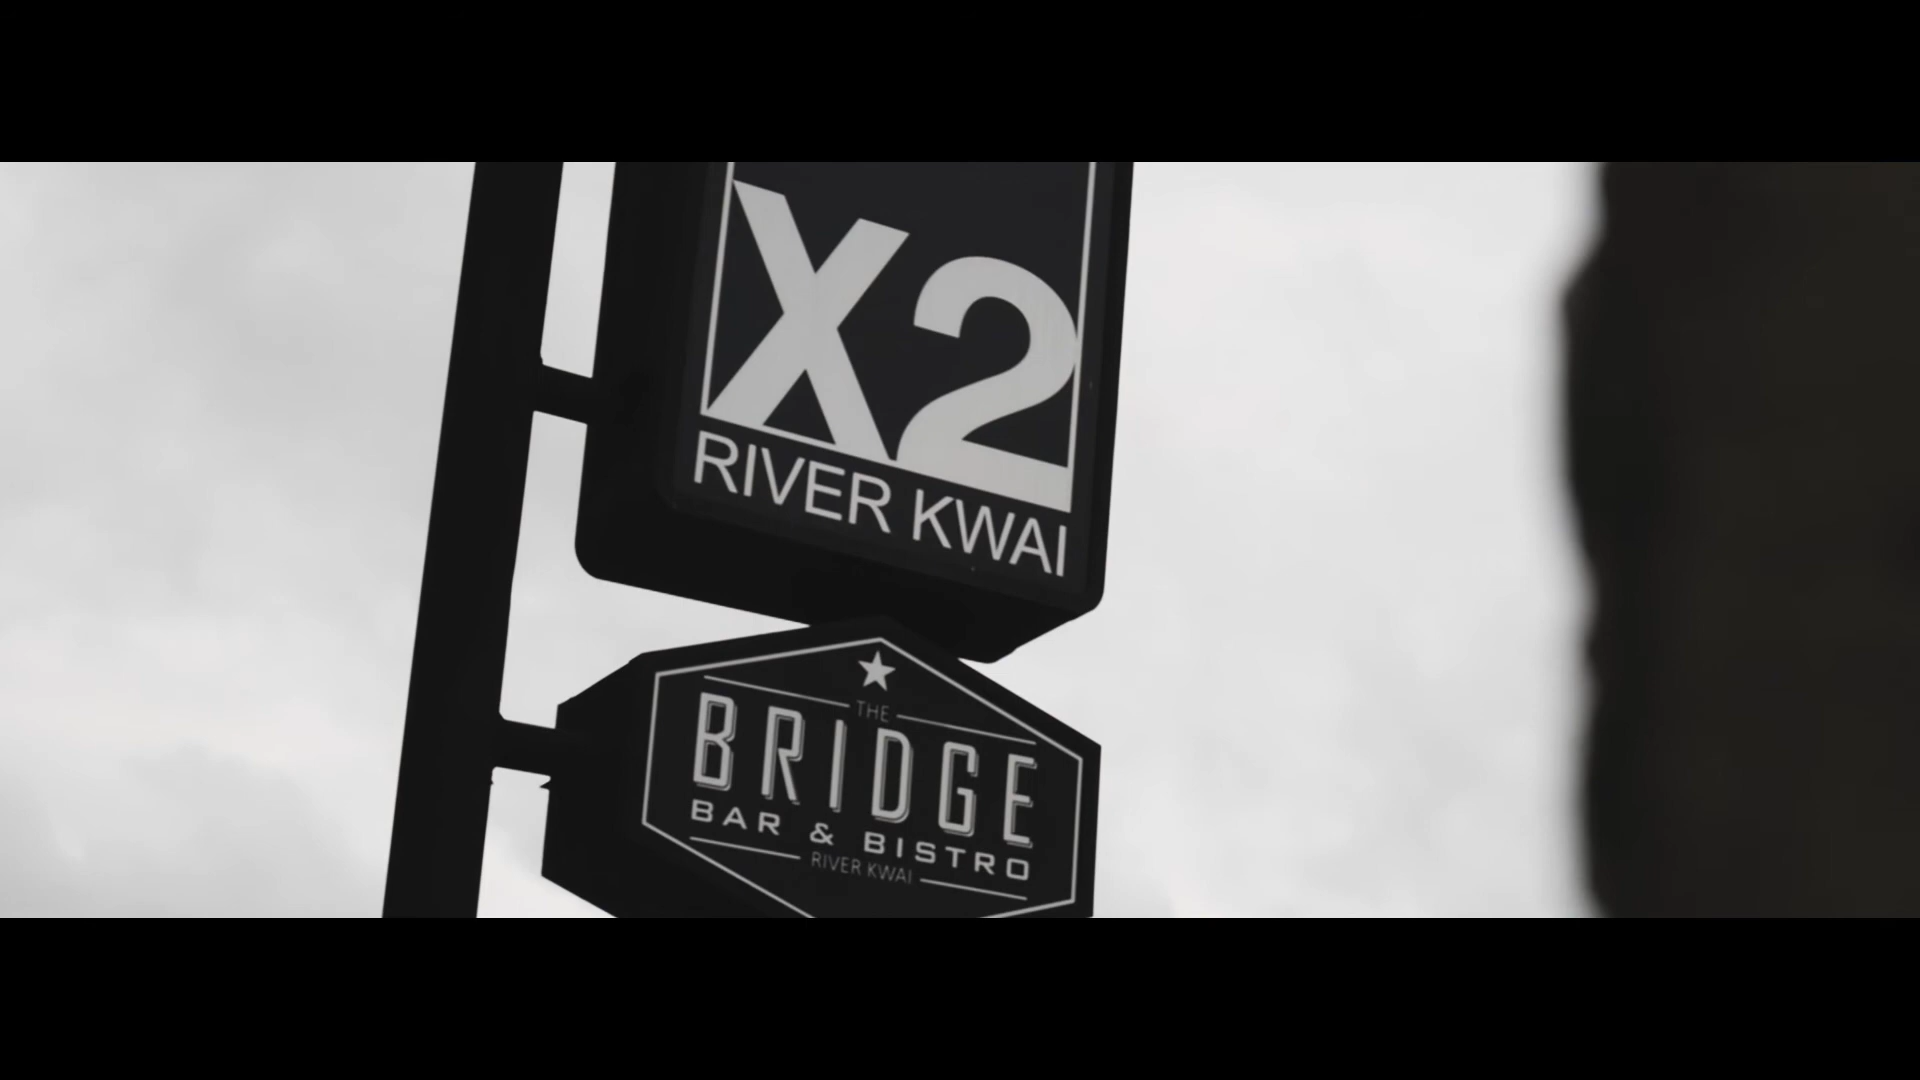 X2
RIVER KWAI
THE
BRIDGE
BAR & BISTRO
RIVER KWAI